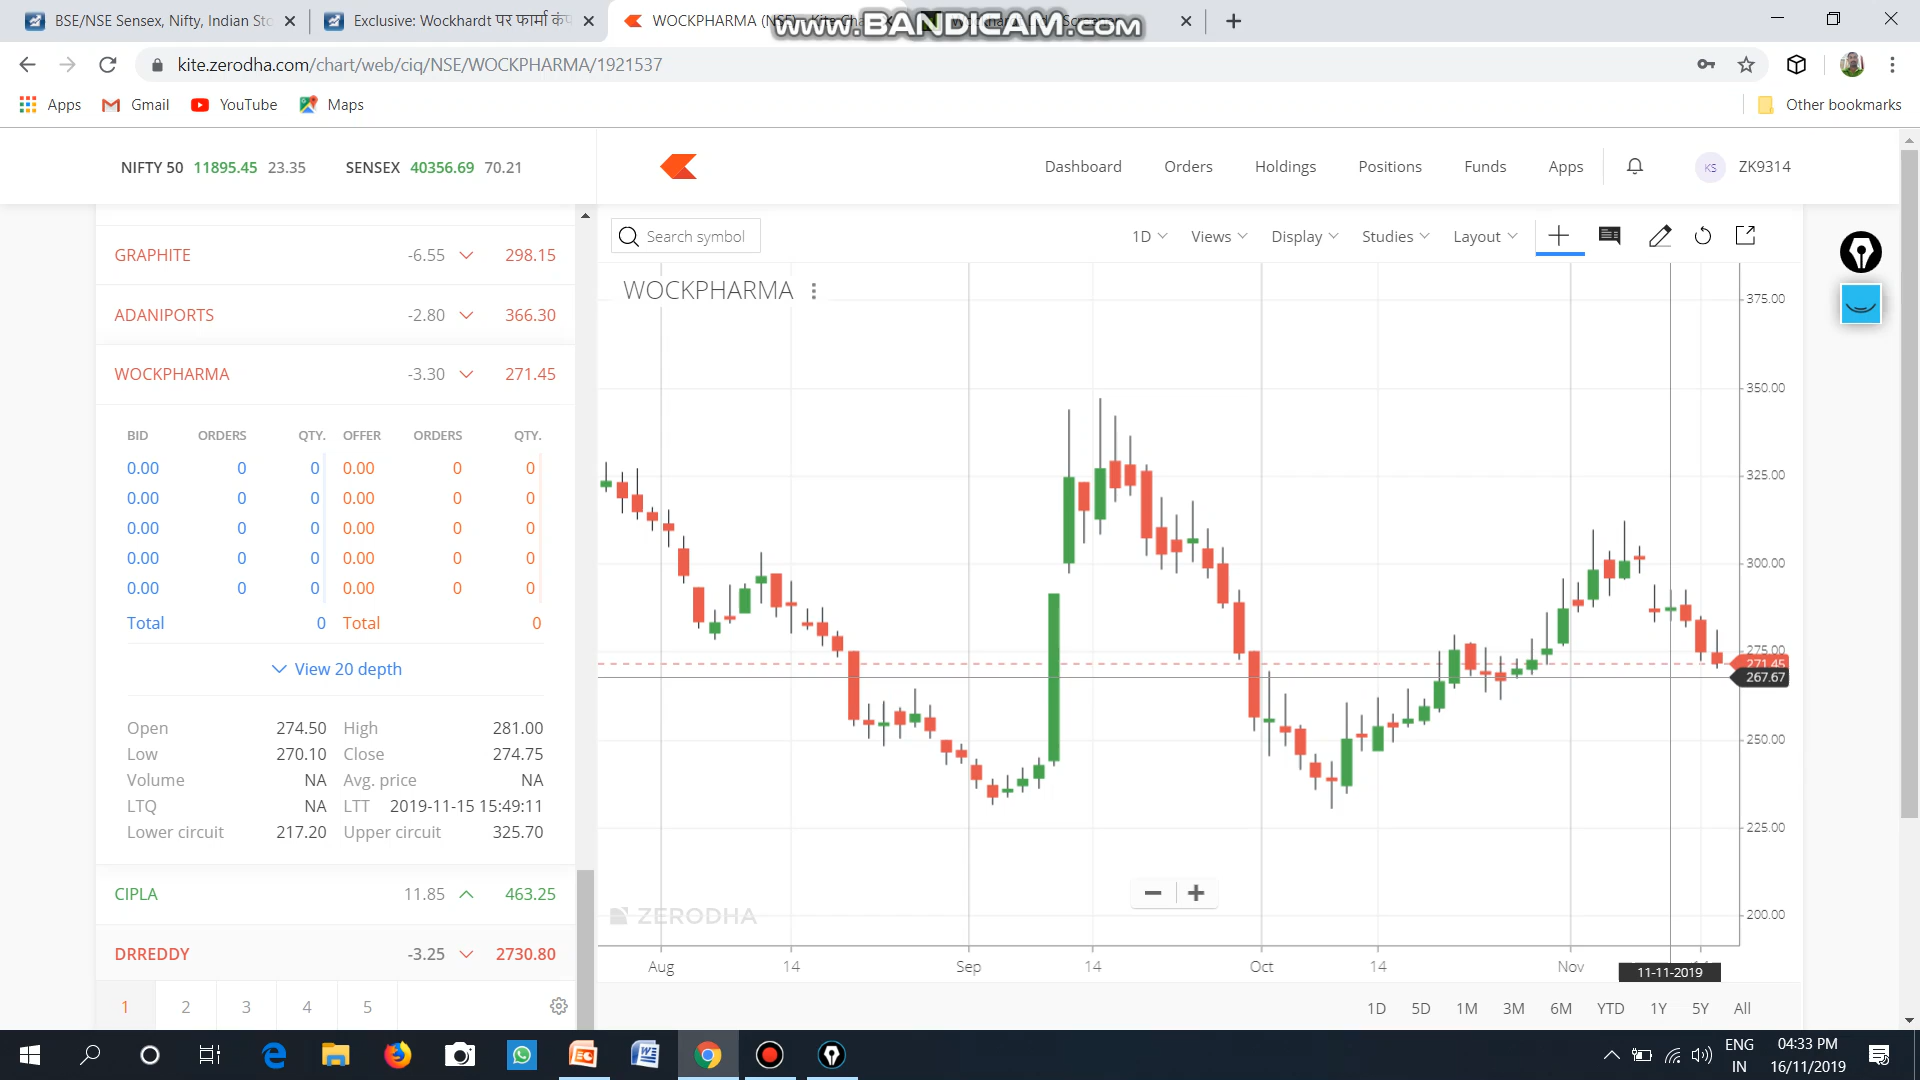 BSE/NSE Sensex, Nifty, Indian Sto
Exclusive: Wockhardt पर फार्मा कंप
WOCKPHARMA (NSE) - Kite Cha
www.BANDICAM.com
kite.zerodha.com/chart/web/ciq/NSE/WOCKPHARMA/1921537
Apps Gmail YouTube Maps Other bookmarks
NIFTY 50 11895.45 23.35 SENSEX 40356.69 70.21
Dashboard Orders Holdings Positions Funds Apps KS ZK9314
Search symbol 1D Views Display Studies Layout
GRAPHITE -6.55 298.15
ADANIPORTS -2.80 366.30
WOCKPHARMA -3.30 271.45
BID ORDERS QTY. OFFER ORDERS QTY.
0.00 0 0 0.00 0 0
0.00 0 0 0.00 0 0
0.00 0 0 0.00 0 0
0.00 0 0 0.00 0 0
0.00 0 0 0.00 0 0
Total 0 Total 0
View 20 depth
Open 274.50 High 281.00
Low 270.10 Close 274.75
Volume NA Avg. price NA
LTQ NA LTT 2019-11-15 15:49:11
Lower circuit 217.20 Upper circuit 325.70
CIPLA 11.85 463.25
DRREDDY -3.25 2730.80
1 2 3 4 5
WOCKPHARMA
375.00
350.00
325.00
300.00
275.00
271.45
267.67
250.00
225.00
200.00
ZERODHA
Aug 14 Sep 14 Oct 14 Nov 11-11-2019
1D 5D 1M 3M 6M YTD 1Y 5Y All
ENG
IN
04:33 PM
16/11/2019